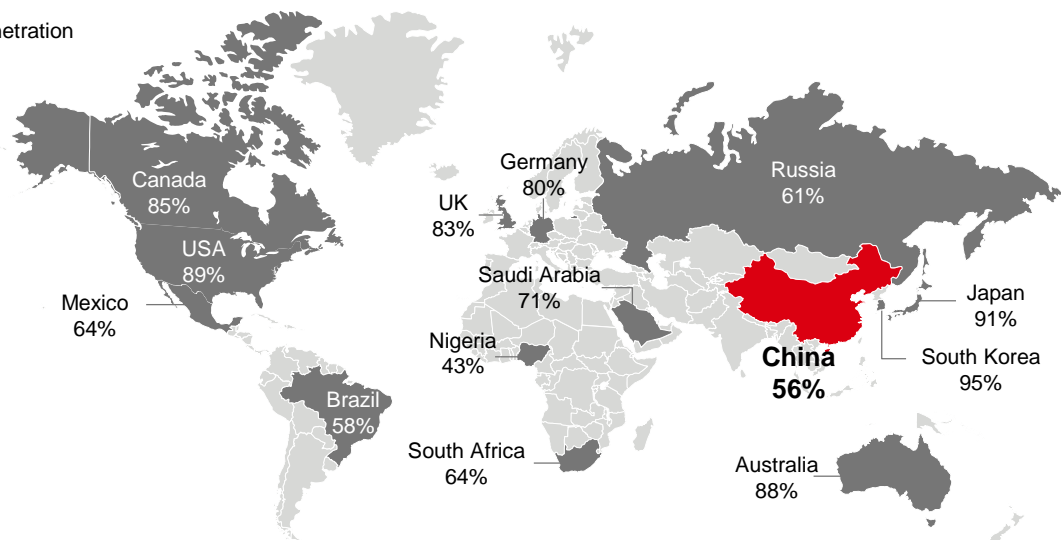 netration
Canada
85%
USA
89%
Mexico
64%
Brazil
58%
Germany
80%
UK
83%
Saudi Arabia
71%
Nigeria
43%
South Africa
64%
Russia
61%
China
56%
Japan
91%
South Korea
95%
Australia
88%